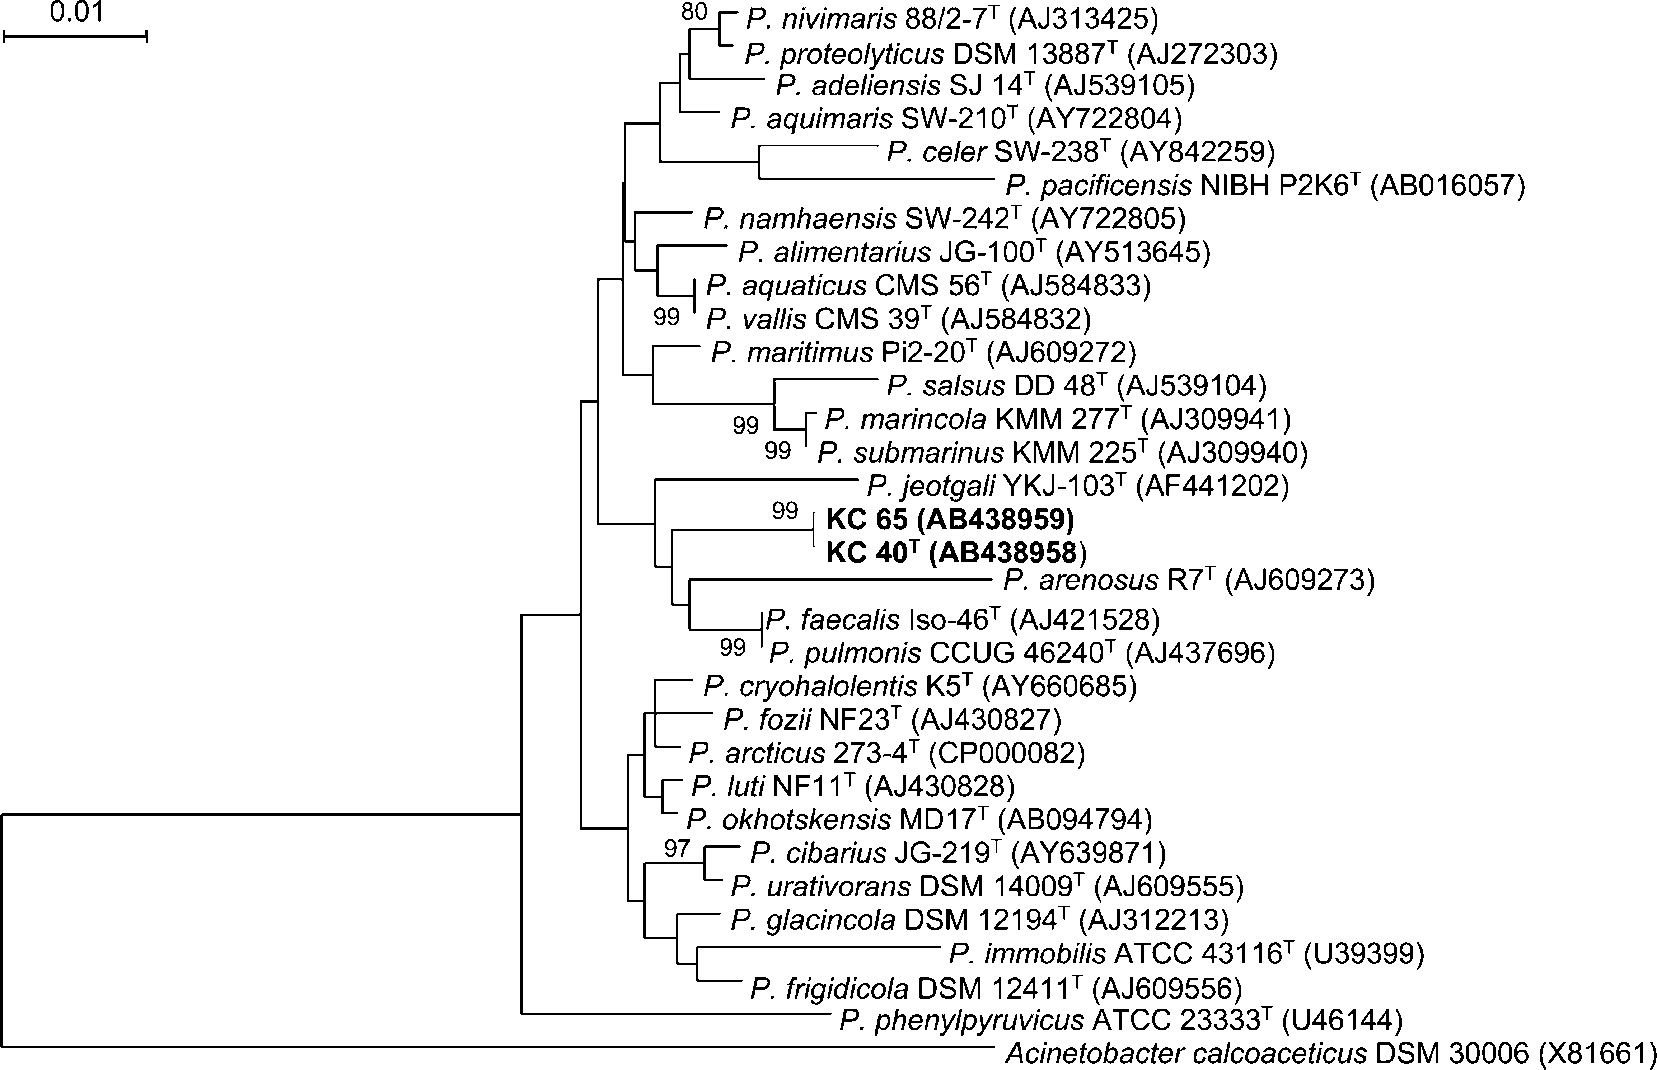 0.01
80
P. nivimaris 88/2-7ᵀ (AJ313425)
P. proteolyticus DSM 13887ᵀ (AJ272303)
P. adeliensis SJ 14ᵀ (AJ539105)
P. aquimaris SW-210ᵀ (AY722804)
P. celer SW-238ᵀ (AY842259)
P. pacificensis NIBH P2K6ᵀ (AB016057)
P. namhaensis SW-242ᵀ (AY722805)
P. alimentarius JG-100ᵀ (AY513645)
P. aquaticus CMS 56ᵀ (AJ584833)
99
P. vallis CMS 39ᵀ (AJ584832)
P. maritimus Pi2-20ᵀ (AJ609272)
P. salsus DD 48ᵀ (AJ539104)
99
P. marincola KMM 277ᵀ (AJ309941)
99
P. submarinus KMM 225ᵀ (AJ309940)
P. jeotgali YKJ-103ᵀ (AF441202)
99
KC 65 (AB438959)
KC 40ᵀ (AB438958)
P. arenosus R7ᵀ (AJ609273)
P. faecalis Iso-46ᵀ (AJ421528)
99
P. pulmonis CCUG 46240ᵀ (AJ437696)
P. cryohalolentis K5ᵀ (AY660685)
P. fozii NF23ᵀ (AJ430827)
P. arcticus 273-4ᵀ (CP000082)
P. luti NF11ᵀ (AJ430828)
P. okhotskensis MD17ᵀ (AB094794)
97
P. cibarius JG-219ᵀ (AY639871)
P. urativorans DSM 14009ᵀ (AJ609555)
P. glacincola DSM 12194ᵀ (AJ312213)
P. immobilis ATCC 43116ᵀ (U39399)
P. frigidicola DSM 12411ᵀ (AJ609556)
P. phenylpyruvicus ATCC 23333ᵀ (U46144)
Acinetobacter calcoaceticus DSM 30006 (X81661)